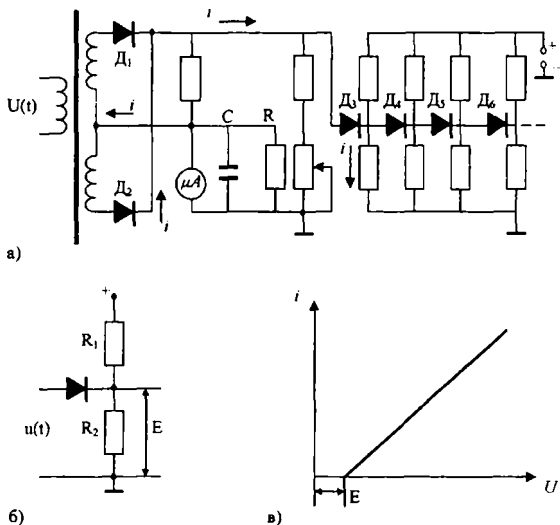 i
+
Д₁
Д₃ Д₄ Д₅ Д₆
U(t)
i
C R
i
μA
Д₂
i
а)
+
R₁
u(t)
R₂
E
б)
i
E
U
в)